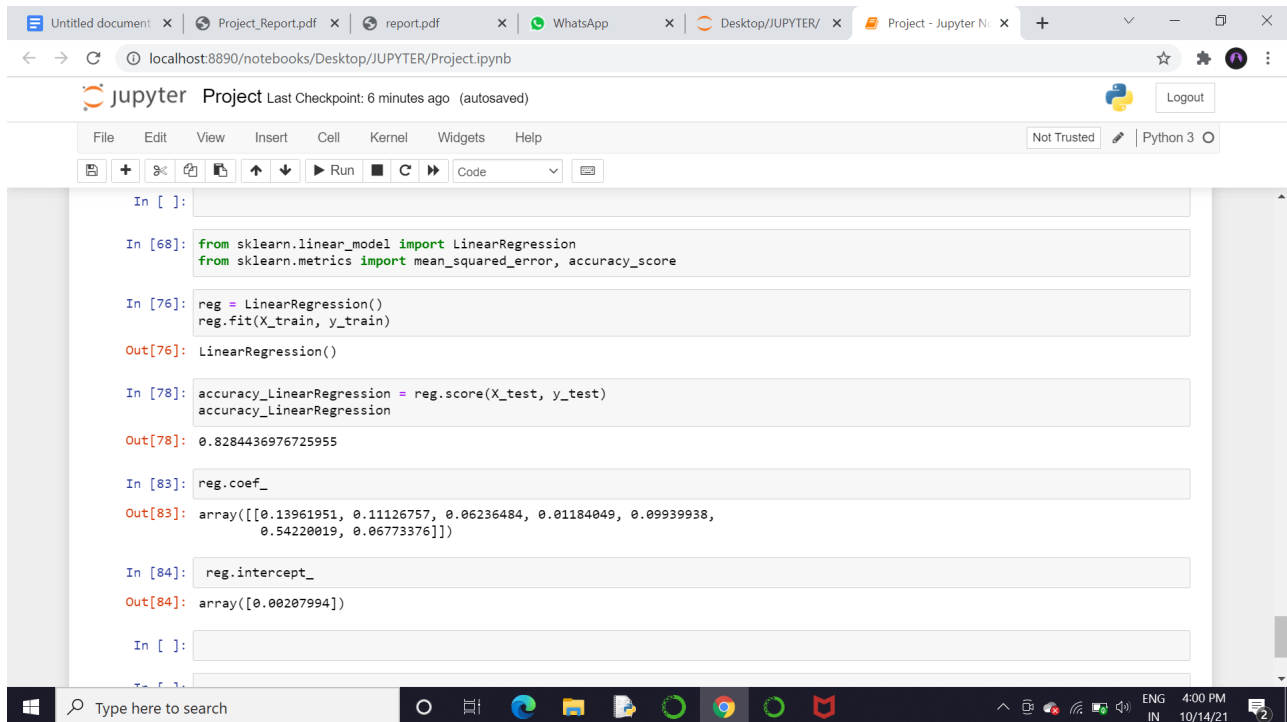 Untitled document
Project_Report.pdf
report.pdf
WhatsApp
Desktop/JUPYTER/
Project - Jupyter No
localhost:8890/notebooks/Desktop/JUPYTER/Project.ipynb
jupyter Project Last Checkpoint: 6 minutes ago (autosaved)
Logout
File Edit View Insert Cell Kernel Widgets Help
Not Trusted
Python 3
Run
Code
In [ ]:
In [68]: from sklearn.linear_model import LinearRegression
from sklearn.metrics import mean_squared_error, accuracy_score
In [76]: reg = LinearRegression()
reg.fit(X_train, y_train)
Out[76]: LinearRegression()
In [78]: accuracy_LinearRegression = reg.score(X_test, y_test)
accuracy_LinearRegression
Out[78]: 0.8284436976725955
In [83]: reg.coef_
Out[83]: array([[0.13961951, 0.11126757, 0.06236484, 0.01184049, 0.09939938,
0.54220019, 0.06773376]])
In [84]: reg.intercept_
Out[84]: array([0.00207994])
In [ ]:
In [ ]:
Type here to search
ENG
IN
4:00 PM
10/14/21
2